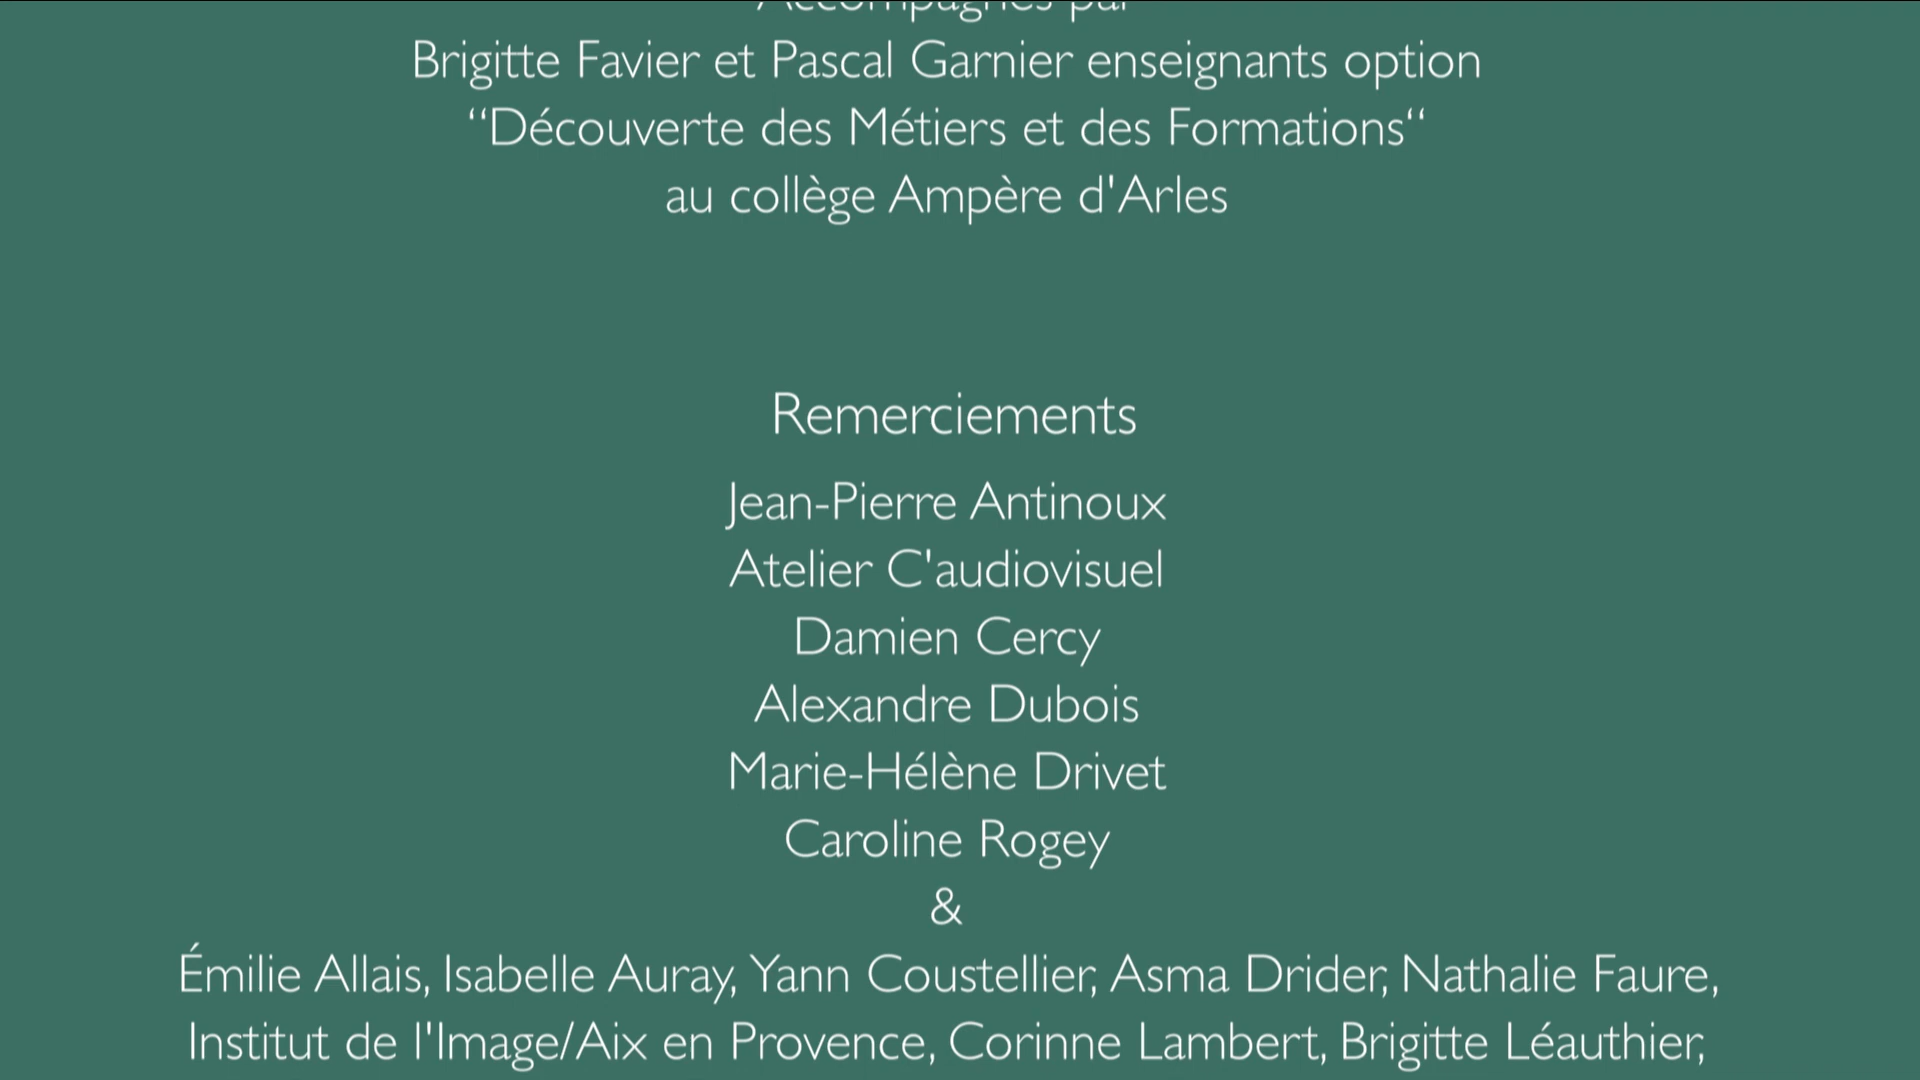 Accompagnés par
Brigitte Favier et Pascal Garnier enseignants option
“Découverte des Métiers et des Formations“
au collège Ampère d'Arles
Remerciements
Jean-Pierre Antinoux
Atelier C'audiovisuel
Damien Cercy
Alexandre Dubois
Marie-Hélène Drivet
Caroline Rogey
&
Émilie Allais, Isabelle Auray, Yann Coustellier, Asma Drider, Nathalie Faure,
Institut de l'Image/Aix en Provence, Corinne Lambert, Brigitte Léauthier,